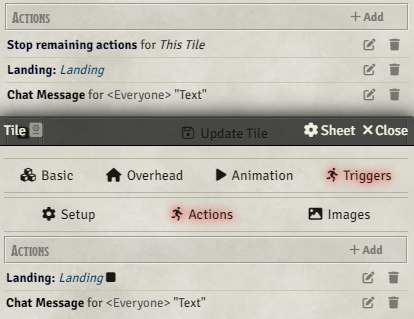 ACTIONS + Add
Stop remaining actions for This Tile
Landing: Landing
Chat Message for <Everyone> "Text"
Tile Update Tile Sheet ×Close
Basic Overhead Animation Triggers
Setup Actions Images
ACTIONS + Add
Landing: Landing
Chat Message for <Everyone> "Text"